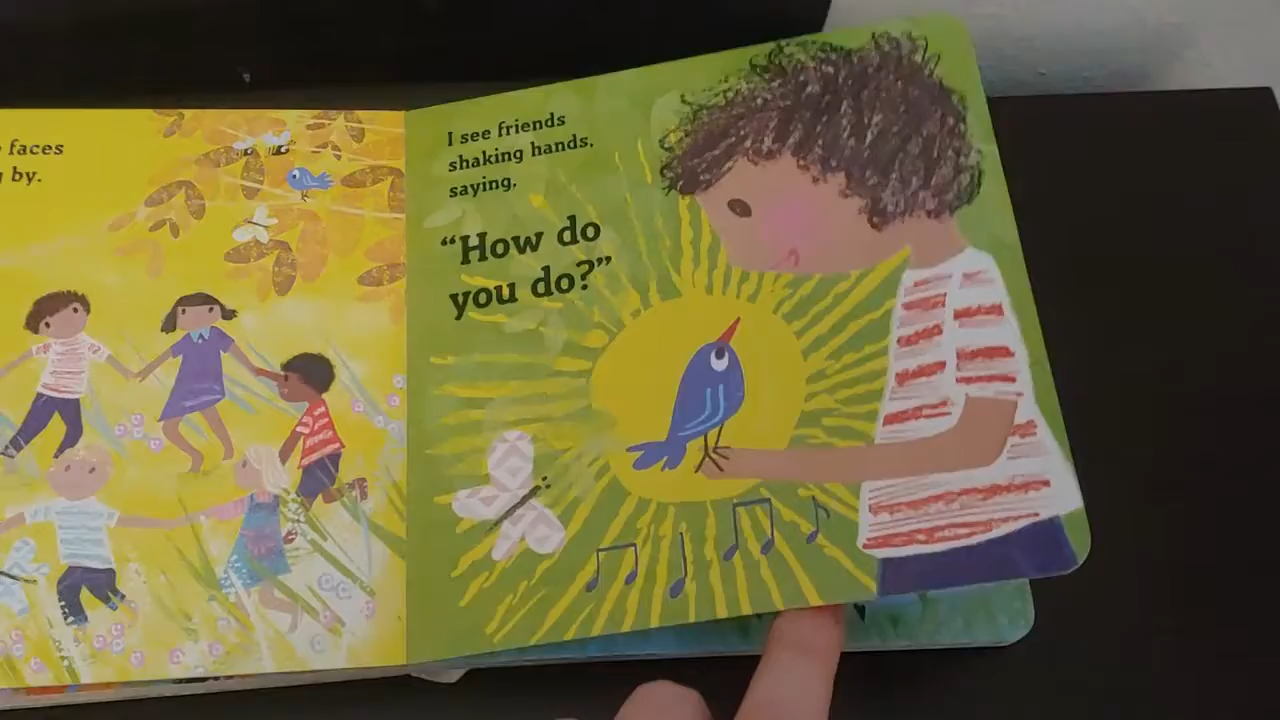 faces
by.
I see friends
shaking hands,
saying,
“How do
you do?”